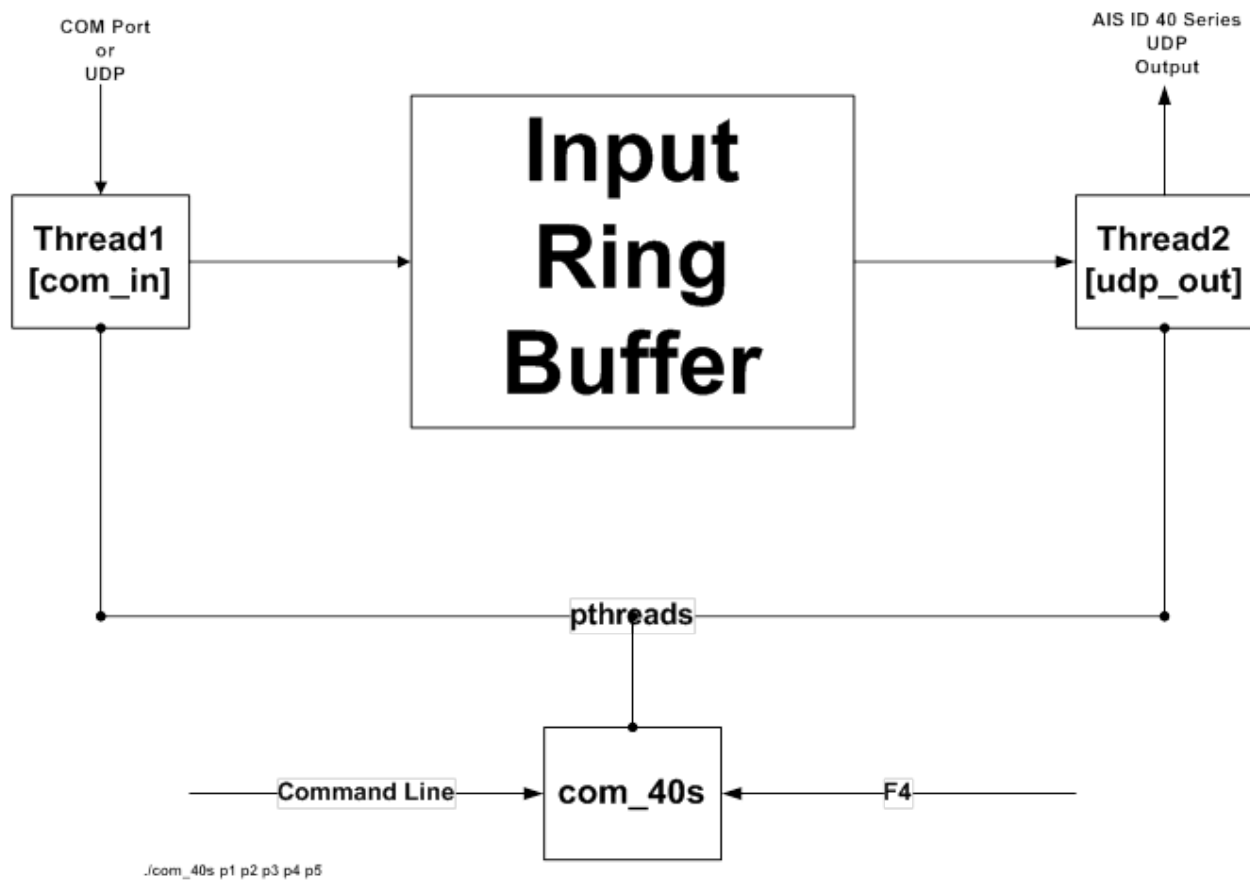 COM Port
or
UDP
AIS ID 40 Series
UDP
Output
Thread1
[com_in]
Input
Ring
Buffer
Thread2
[udp_out]
pthreads
Command Line
com_40s
F4
./com_40s p1 p2 p3 p4 p5